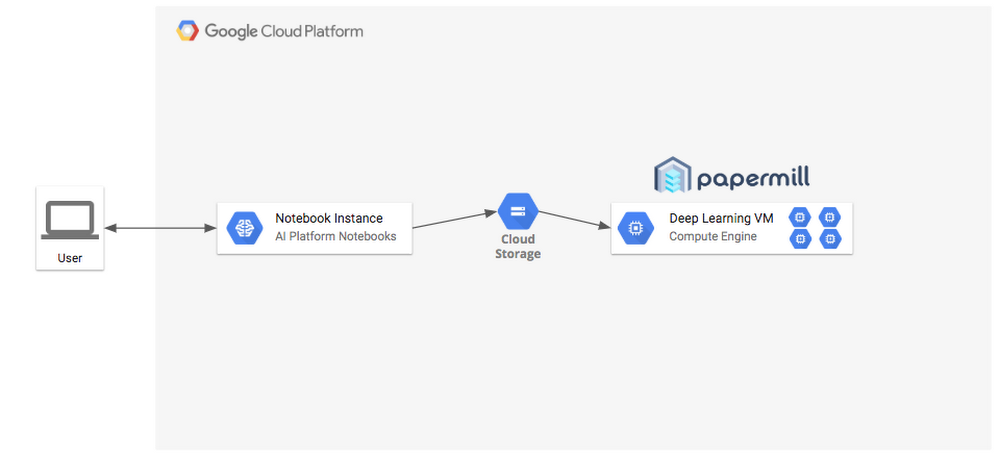 Google Cloud Platform
papermill
User
Notebook Instance
AI Platform Notebooks
Cloud
Storage
Deep Learning VM
Compute Engine